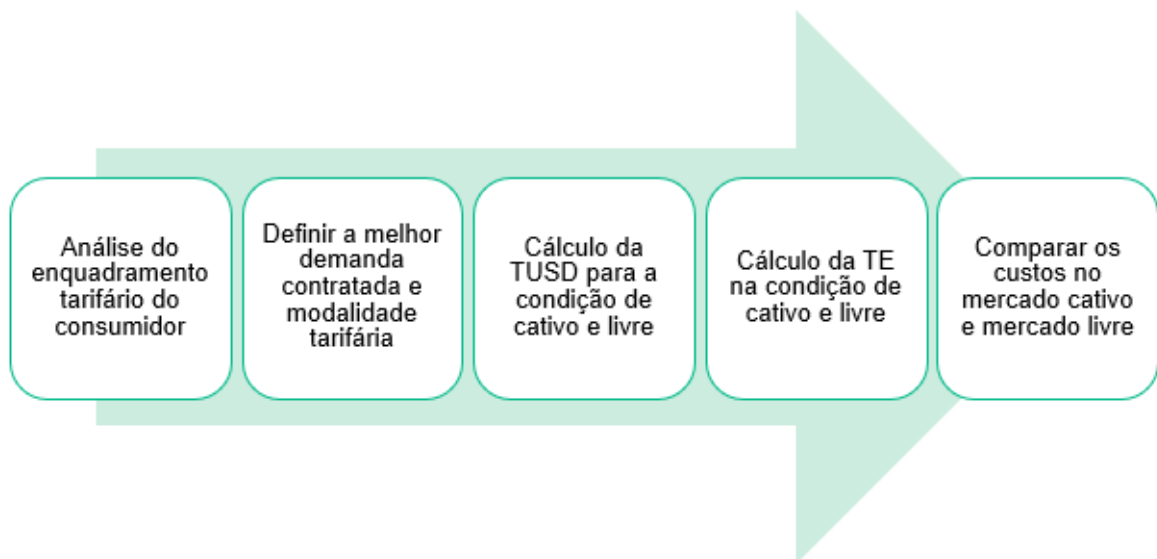 Análise do
enquadramento
tarifário do
consumidor
Definir a melhor
demanda
contratada e
modalidade
tarifária
Cálculo da
TUSD para a
condição de
cativo e livre
Cálculo da TE
na condição de
cativo e livre
Comparar os
custos no
mercado cativo
e mercado livre